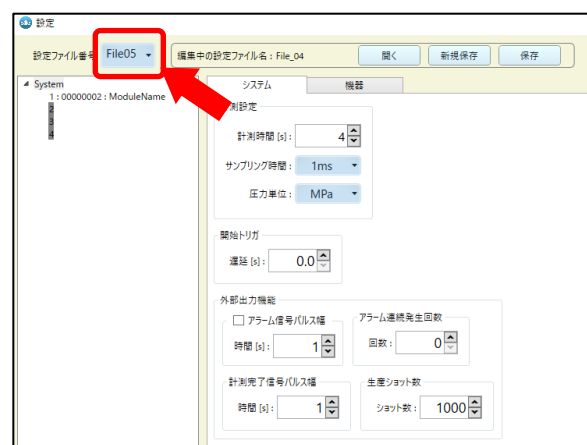 設定
設定ファイル番号 File05
編集中の設定ファイル名 : File_04 開く 新規保存 保存
System
1 : 00000002 : ModuleName
2
3
4
システム 機器
測設定
計測時間 [s] : 4
サンプリング時間 : 1ms
圧力単位 : MPa
開始トリガ
遅延 [s] : 0.0
外部出力機能
アラーム信号パルス幅
時間 [s] : 1
アラーム連続発生回数
回数 : 0
計測完了信号パルス幅
時間 [s] : 1
生産ショット数
ショット数 : 1000